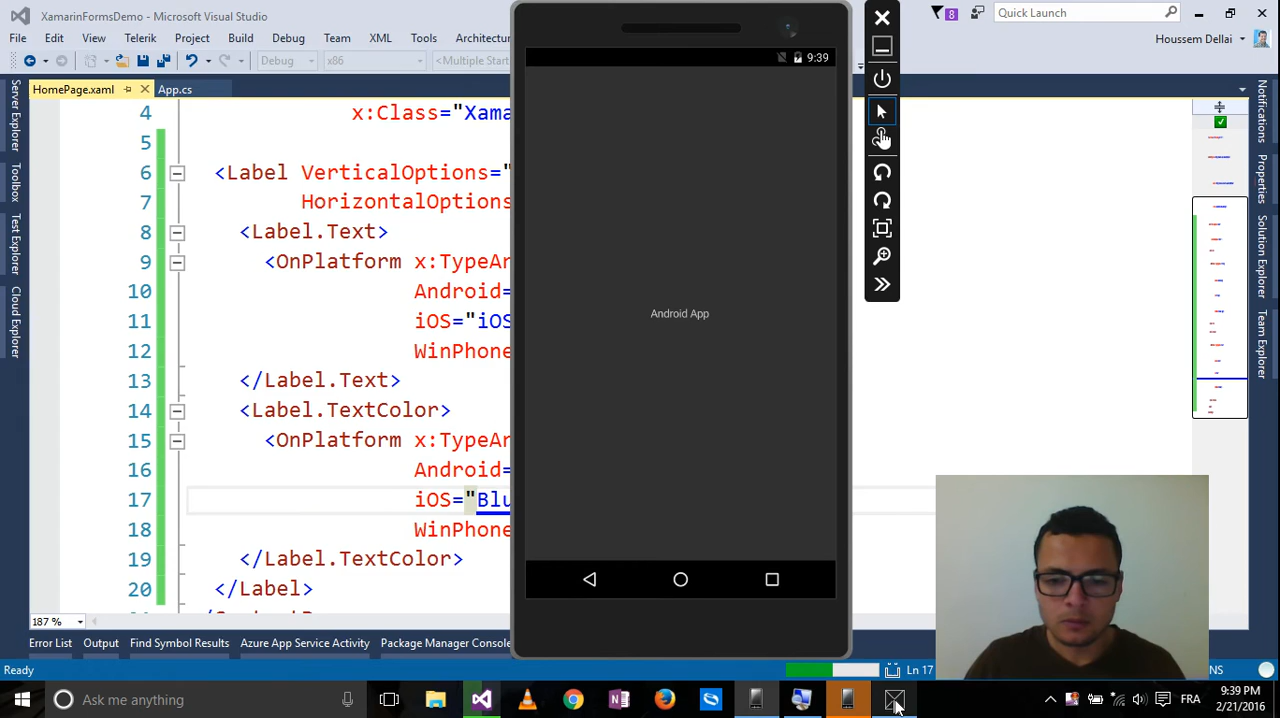 XamarinFormsDemo - Microsoft Visual Studio
8
Quick Launch
File Edit View Telerik Project Build Debug Team XML Tools Architectur
Houssem Dellai
Debug x86 <Multiple Start
HomePage.xaml App.cs
9:39
4 x:Class="Xama
5
6 <Label VerticalOptions="
7 HorizontalOptions
8 <Label.Text>
9 <OnPlatform x:TypeAr
10 Android=
11 iOS="iOS
12 WinPhone
13 </Label.Text>
14 <Label.TextColor>
15 <OnPlatform x:TypeAr
16 Android=
17 iOS="Blu
18 WinPhone
19 </Label.TextColor>
20 </Label>
Android App
Server Explorer
Toolbox
Test Explorer
Cloud Explorer
Notifications
Properties
Solution Explorer
Team Explorer
187 %
Error List Output Find Symbol Results Azure App Service Activity Package Manager Console
Ready Ln 17 NS
Ask me anything
FRA
9:39 PM
2/21/2016